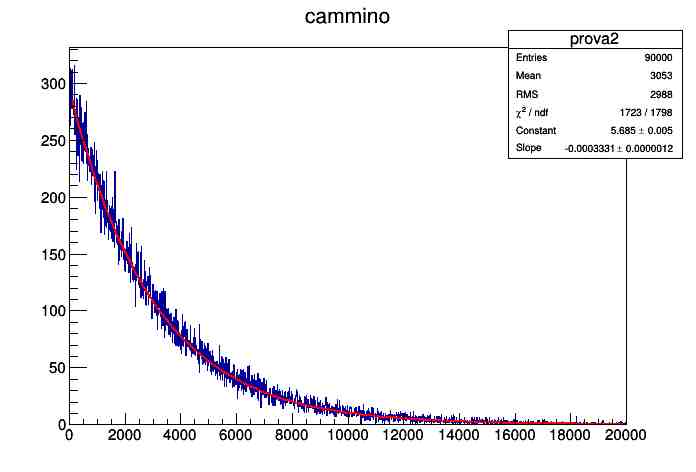 cammino
prova2
Entries 90000
Mean 3053
RMS 2988
χ² / ndf 1723 / 1798
Constant 5.685 ± 0.005
Slope -0.0003331 ± 0.0000012
300
250
200
150
100
50
0
0 2000 4000 6000 8000 10000 12000 14000 16000 18000 20000